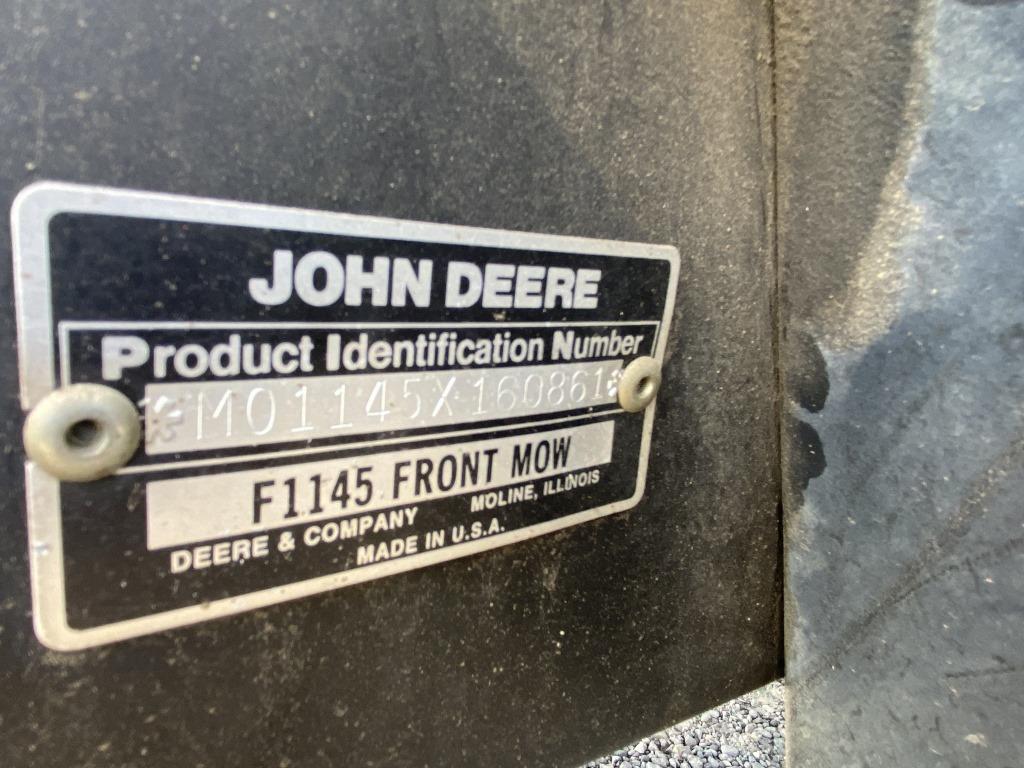 JOHN DEERE
Product Identification Number
*M01145X160861*
F1145 FRONT MOW
DEERE & COMPANY MOLINE, ILLINOIS
MADE IN U.S.A.